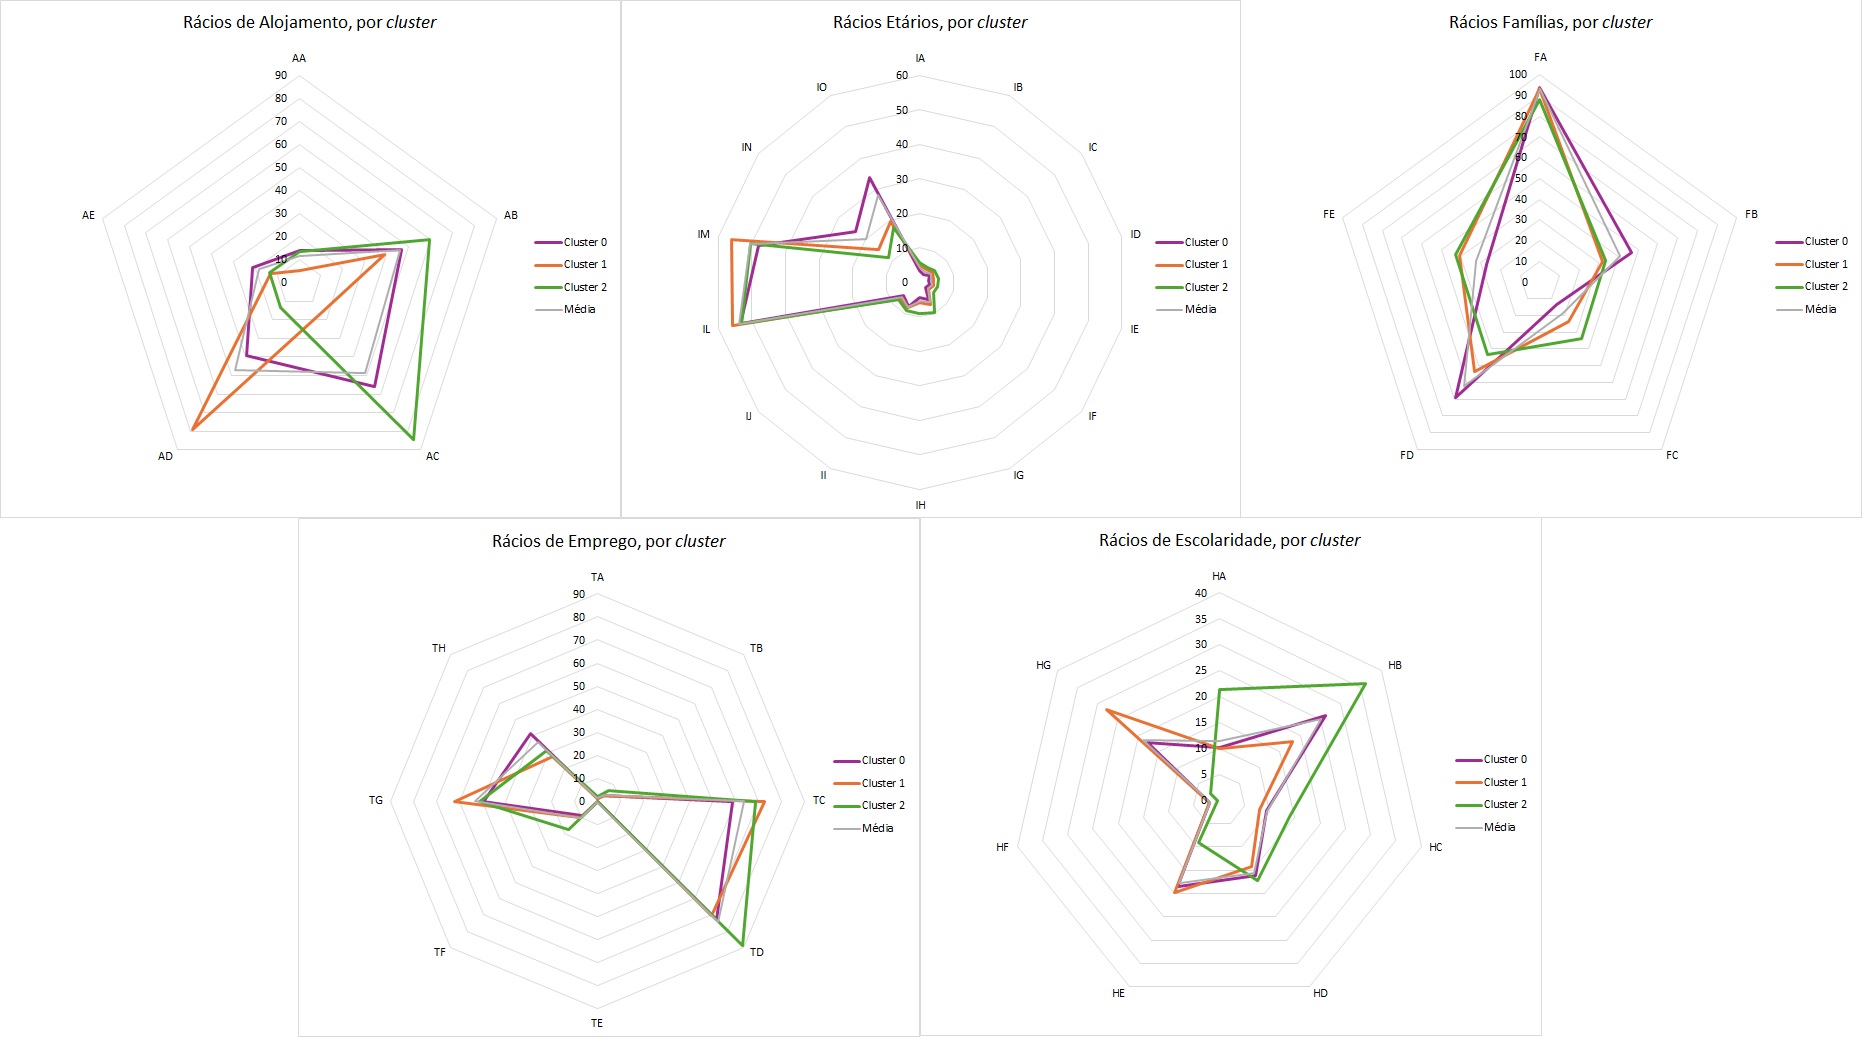 Rácios de Alojamento, por cluster
AA
90
80
70
60
50
40
30
20
10
0
AB
AC
AD
AE
Cluster 0
Cluster 1
Cluster 2
Média
Rácios Etários, por cluster
IA
60
50
40
30
20
10
0
IB
IC
ID
IE
IF
IG
IH
II
IJ
IL
IM
IN
IO
Cluster 0
Cluster 1
Cluster 2
Média
Rácios Famílias, por cluster
FA
100
90
80
70
60
50
40
30
20
10
0
FB
FC
FD
FE
Cluster 0
Cluster 1
Cluster 2
Média
Rácios de Emprego, por cluster
TA
90
80
70
60
50
40
30
20
10
0
TB
TC
TD
TE
TF
TG
TH
Cluster 0
Cluster 1
Cluster 2
Média
Rácios de Escolaridade, por cluster
HA
40
35
30
25
20
15
10
5
0
HB
HC
HD
HE
HF
HG
Cluster 0
Cluster 1
Cluster 2
Média